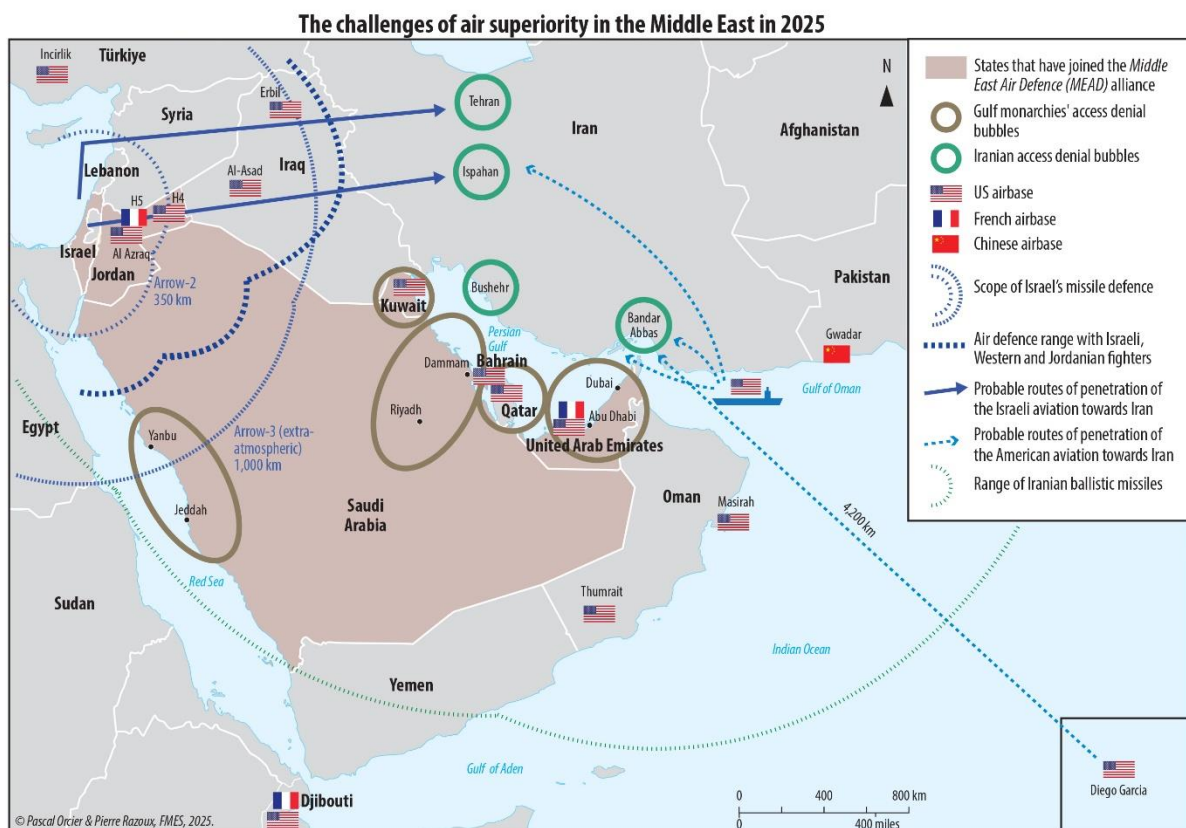 The challenges of air superiority in the Middle East in 2025
Incirlik
Türkiye
Syria
Erbil
Tehran
Iran
Afghanistan
Lebanon
Iraq
Al-Asad
Ispahan
H5
H4
Israel
Al Azraq
Jordan
Arrow-2
350 km
Kuwait
Bushehr
Bandar
Abbas
Pakistan
Gwadar
Persian
Gulf
Dammam
Bahrain
Dubai
Gulf of Oman
Riyadh
Qatar
Abu Dhabi
United Arab Emirates
Egypt
Yanbu
Arrow-3 (extra-
atmospheric)
1,000 km
Jeddah
Saudi
Arabia
Oman
Masirah
4,200 km
Red Sea
Sudan
Thumrait
Indian Ocean
Yemen
Gulf of Aden
Djibouti
Diego Garcia
0 400 800 km
0 400 miles
© Pascal Orcier & Pierre Razoux, FMES, 2025.
N
States that have joined the Middle
East Air Defence (MEAD) alliance
Gulf monarchies' access denial
bubbles
Iranian access denial bubbles
US airbase
French airbase
Chinese airbase
Scope of Israel's missile defence
Air defence range with Israeli,
Western and Jordanian fighters
Probable routes of penetration of
the Israeli aviation towards Iran
Probable routes of penetration of
the American aviation towards Iran
Range of Iranian ballistic missiles